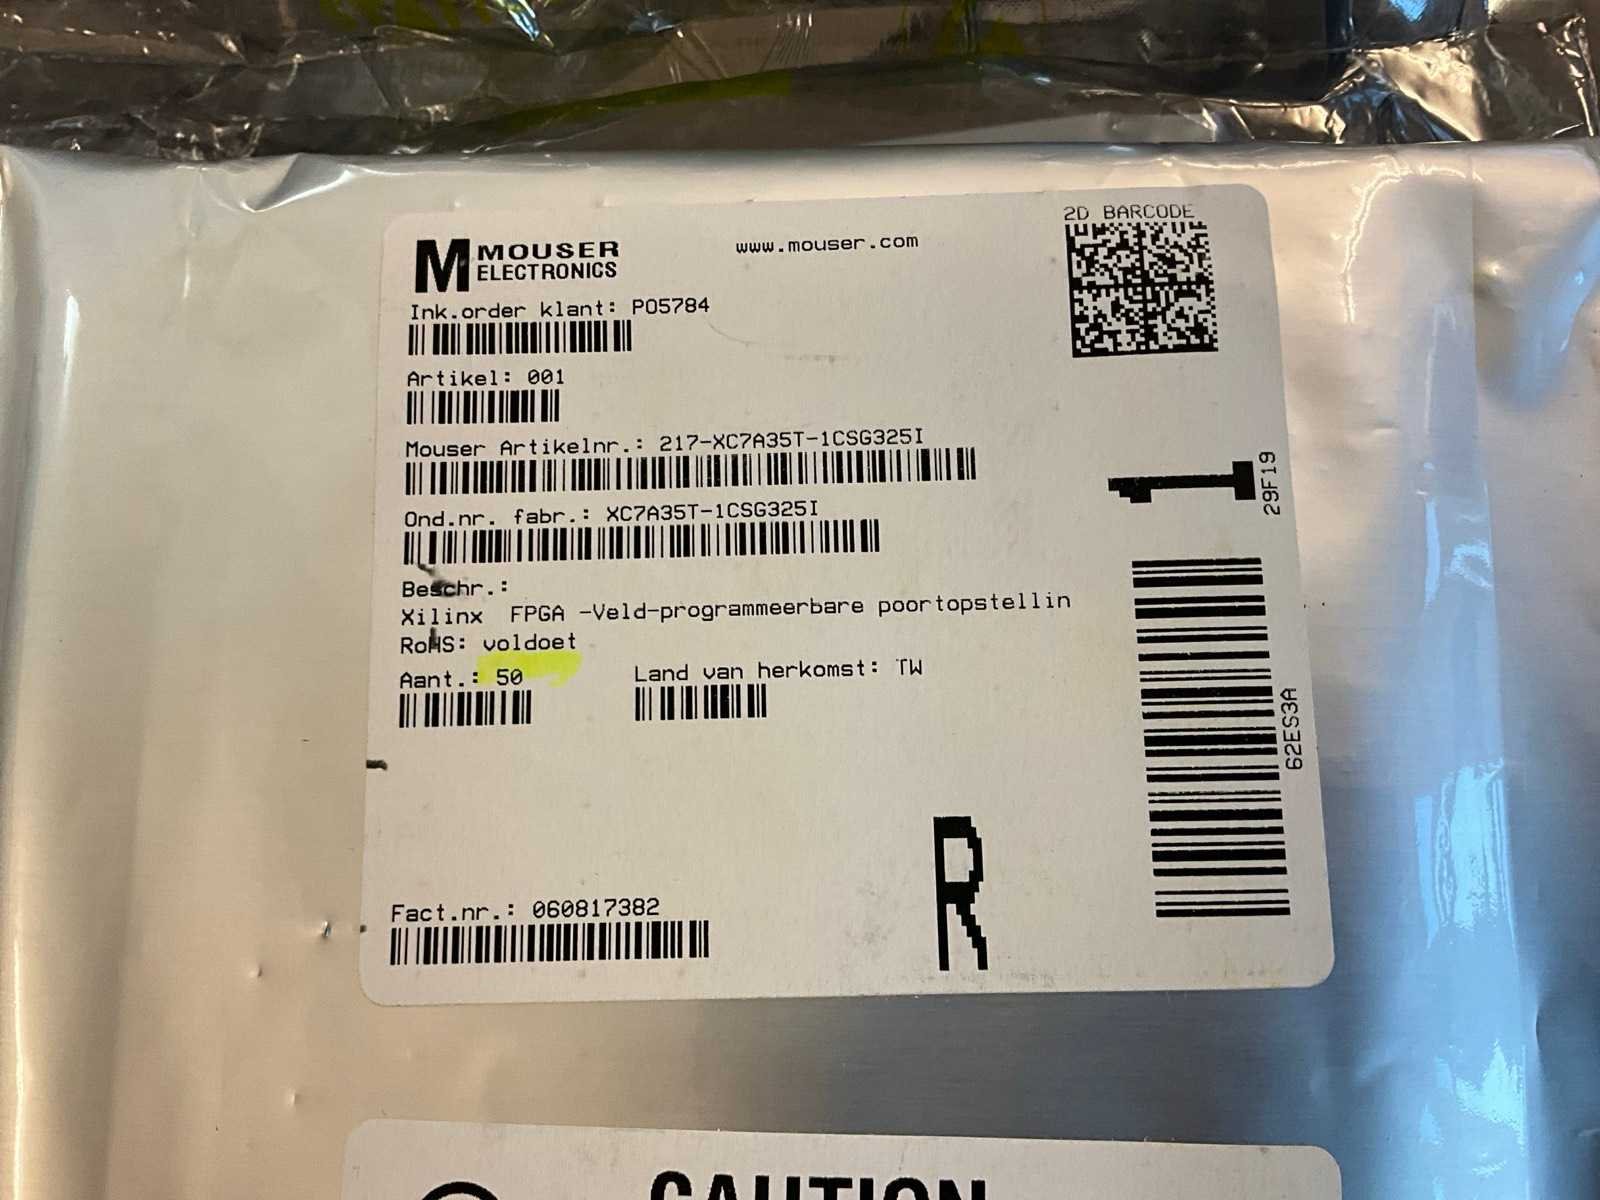 MOUSER
ELECTRONICS
www.mouser.com
2D BARCODE
Ink.order klant: PO5784
Artikel: 001
Mouser Artikelnr.: 217-XC7A35T-1CSG325I
Ond.nr. fabr.: XC7A35T-1CSG325I
Beschr.:
Xilinx FPGA -Veld-programmeerbare poortopstellin
RoHS: voldoet
Aant.: 50
Land van herkomst: TW
Fact.nr.: 060817382
R
1
29F19
62ES3A
CAUTION